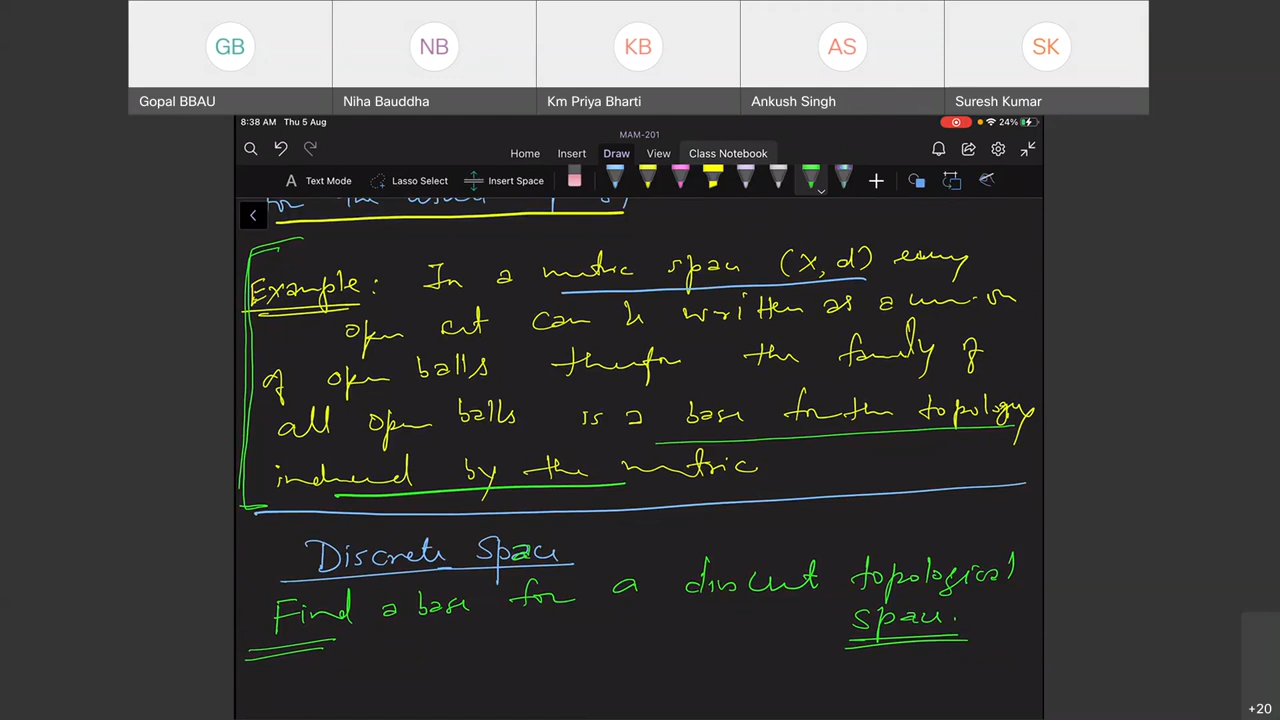 GB NB KB AS SK
Gopal BBAU Niha Bauddha Km Priya Bharti Ankush Singh Suresh Kumar
8:38 AM Thu 5 Aug 24%
MAM-201
Home Insert Draw View Class Notebook
Text Mode Lasso Select Insert Space
for the
Example: In a metric space (X, d) every
open set can be written as a union
of open balls therefore the family of
all open balls is a base for the topology
induced by the metric
Discrete Space
Find a base for a discrete topological
space.
+20